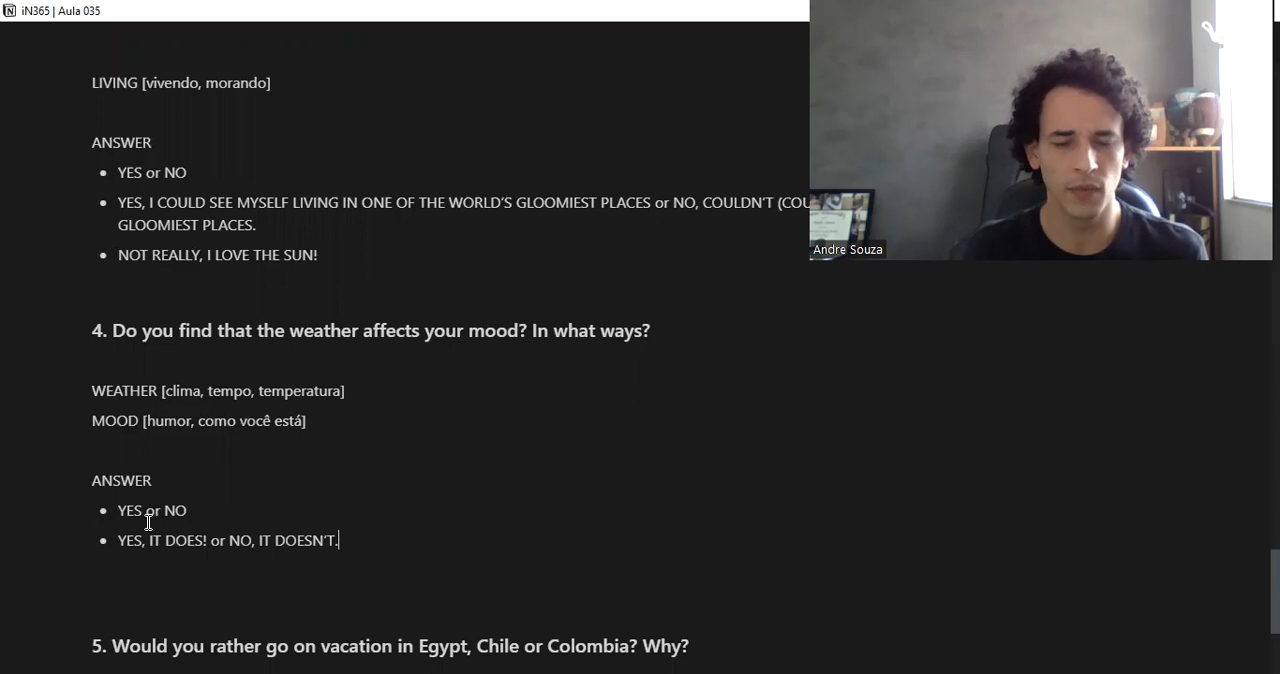 iN365 | Aula 035
LIVING [vivendo, morando]
ANSWER
• YES or NO
• YES, I COULD SEE MYSELF LIVING IN ONE OF THE WORLD'S GLOOMIEST PLACES or NO, COULDN'T (COU
GLOOMIEST PLACES.
• NOT REALLY, I LOVE THE SUN!
4. Do you find that the weather affects your mood? In what ways?
WEATHER [clima, tempo, temperatura]
MOOD [humor, como você está]
ANSWER
• YES or NO
• YES, IT DOES! or NO, IT DOESN'T.
5. Would you rather go on vacation in Egypt, Chile or Colombia? Why?
Andre Souza